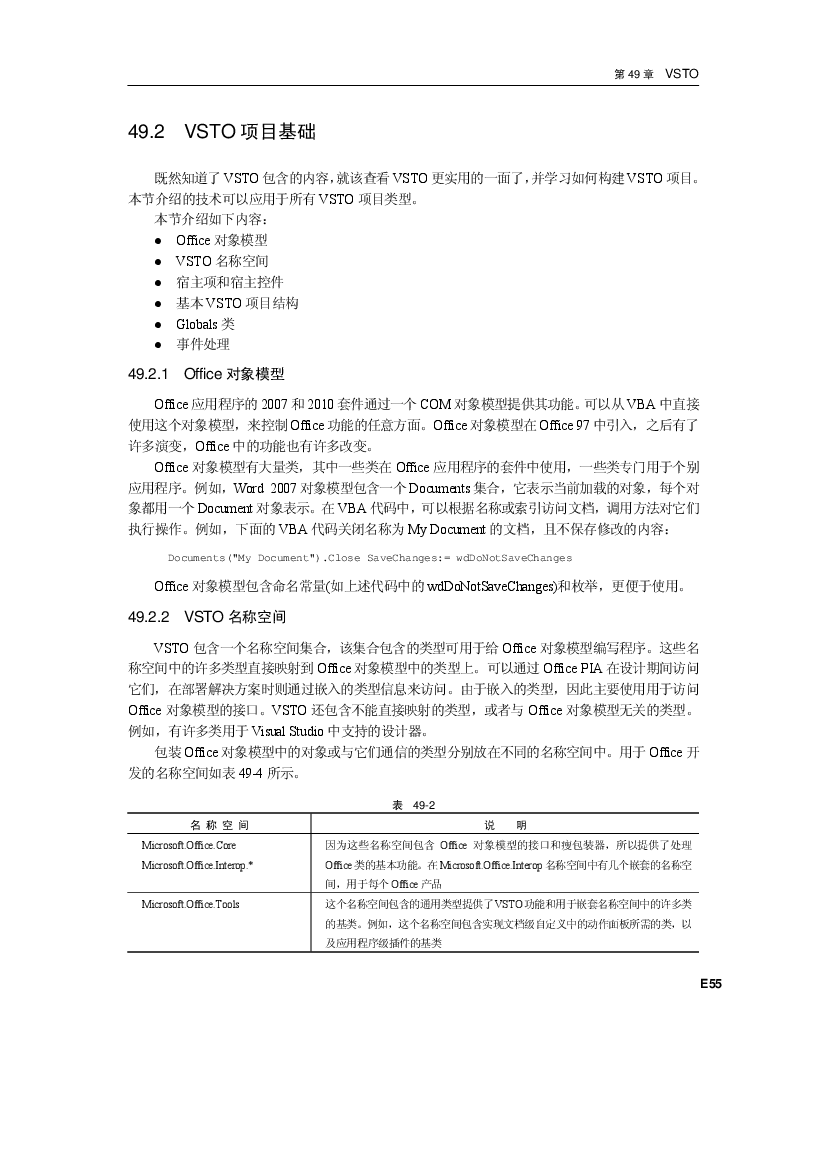 第 49 章 VSTO
49.2 VSTO 项目基础
既然知道了 VSTO 包含的内容，就该查看 VSTO 更实用的一面了，并学习如何构建 VSTO 项目。
本节介绍的技术可以应用于所有 VSTO 项目类型。
本节介绍如下内容：
● Office 对象模型
● VSTO 名称空间
● 宿主项和宿主控件
● 基本 VSTO 项目结构
● Globals 类
● 事件处理
49.2.1 Office 对象模型
Office 应用程序的 2007 和 2010 套件通过一个 COM 对象模型提供其功能。可以从 VBA 中直接
使用这个对象模型，来控制 Office 功能的任意方面。Office 对象模型在 Office 97 中引入，之后有了
许多演变，Office 中的功能也有许多改变。
Office 对象模型有大量类，其中一些类在 Office 应用程序的套件中使用，一些类专门用于个别
应用程序。例如，Word 2007 对象模型包含一个 Documents 集合，它表示当前加载的对象，每个对
象都用一个 Document 对象表示。在 VBA 代码中，可以根据名称或索引访问文档，调用方法对它们
执行操作。例如，下面的 VBA 代码关闭名称为 My Document 的文档，且不保存修改的内容：
Documents("My Document").Close SaveChanges:= wdDoNotSaveChanges
Office 对象模型包含命名常量(如上述代码中的 wdDoNotSaveChanges)和枚举，更便于使用。
49.2.2 VSTO 名称空间
VSTO 包含一个名称空间集合，该集合包含的类型可用于给 Office 对象模型编写程序。这些名
称空间中的许多类型直接映射到 Office 对象模型中的类型上。可以通过 Office PIA 在设计期间访问
它们，在部署解决方案时则通过嵌入的类型信息来访问。由于嵌入的类型，因此主要使用用于访问
Office 对象模型的接口。VSTO 还包含不能直接映射的类型，或者与 Office 对象模型无关的类型。
例如，有许多类用于 Visual Studio 中支持的设计器。
包装 Office 对象模型中的对象或与它们通信的类型分别放在不同的名称空间中。用于 Office 开
发的名称空间如表 49-4 所示。
表 49-2
名 称 空 间 说 明
Microsoft.Office.Core 因为这些名称空间包含 Office 对象模型的接口和瘦包装器，所以提供了处理
Microsoft.Office.Interop.* Office 类的基本功能。在 Microsoft.Office.Interop 名称空间中有几个嵌套的名称空
间，用于每个 Office 产品
Microsoft.Office.Tools 这个名称空间包含的通用类型提供了 VSTO 功能和用于嵌套名称空间中的许多类
的基类。例如，这个名称空间包含实现文档级自定义中的动作面板所需的类，以
及应用程序级插件的基类
E55